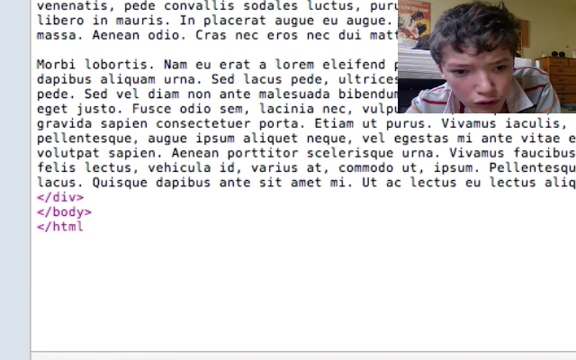 venenatis, pede convallis sodales luctus, puru
libero in mauris. In placerat augue eu augue.
massa. Aenean odio. Cras nec eros nec dui matt
Morbi lobortis. Nam eu erat a lorem eleifend p
dapibus aliquam urna. Sed lacus pede, ultrices
pede. Sed vel diam non ante malesuada bibendum
eget justo. Fusce odio sem, lacinia nec, vulpu
gravida sapien consectetuer porta. Etiam ut purus. Vivamus iaculis,
pellentesque, augue ipsum aliquet neque, vel egestas mi ante vitae e
volutpat sapien. Aenean porttitor scelerisque urna. Vivamus faucibus
felis lectus, vehicula id, varius at, commodo ut, ipsum. Pellentesqu
lacus. Quisque dapibus ante sit amet mi. Ut ac lectus eu lectus aliq
</div>
</body>
</html